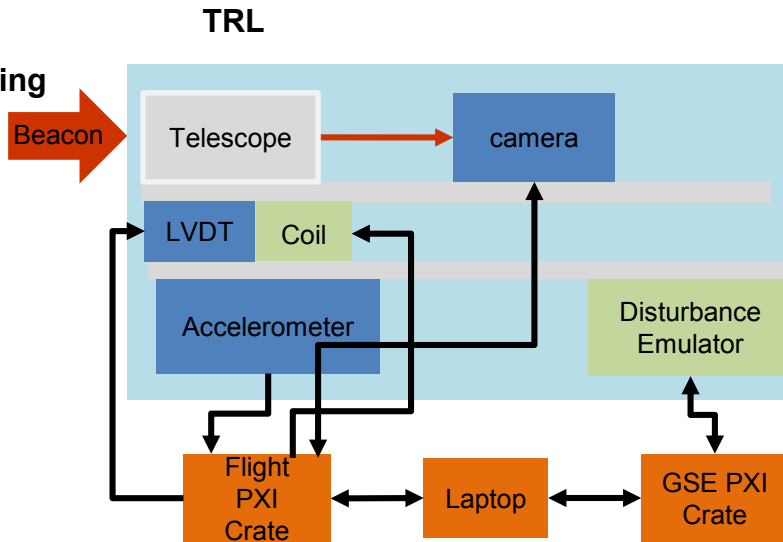 TRL
ing
Beacon
Telescope
camera
LVDT
Coil
Accelerometer
Disturbance
Emulator
Flight
PXI
Crate
Laptop
GSE PXI
Crate